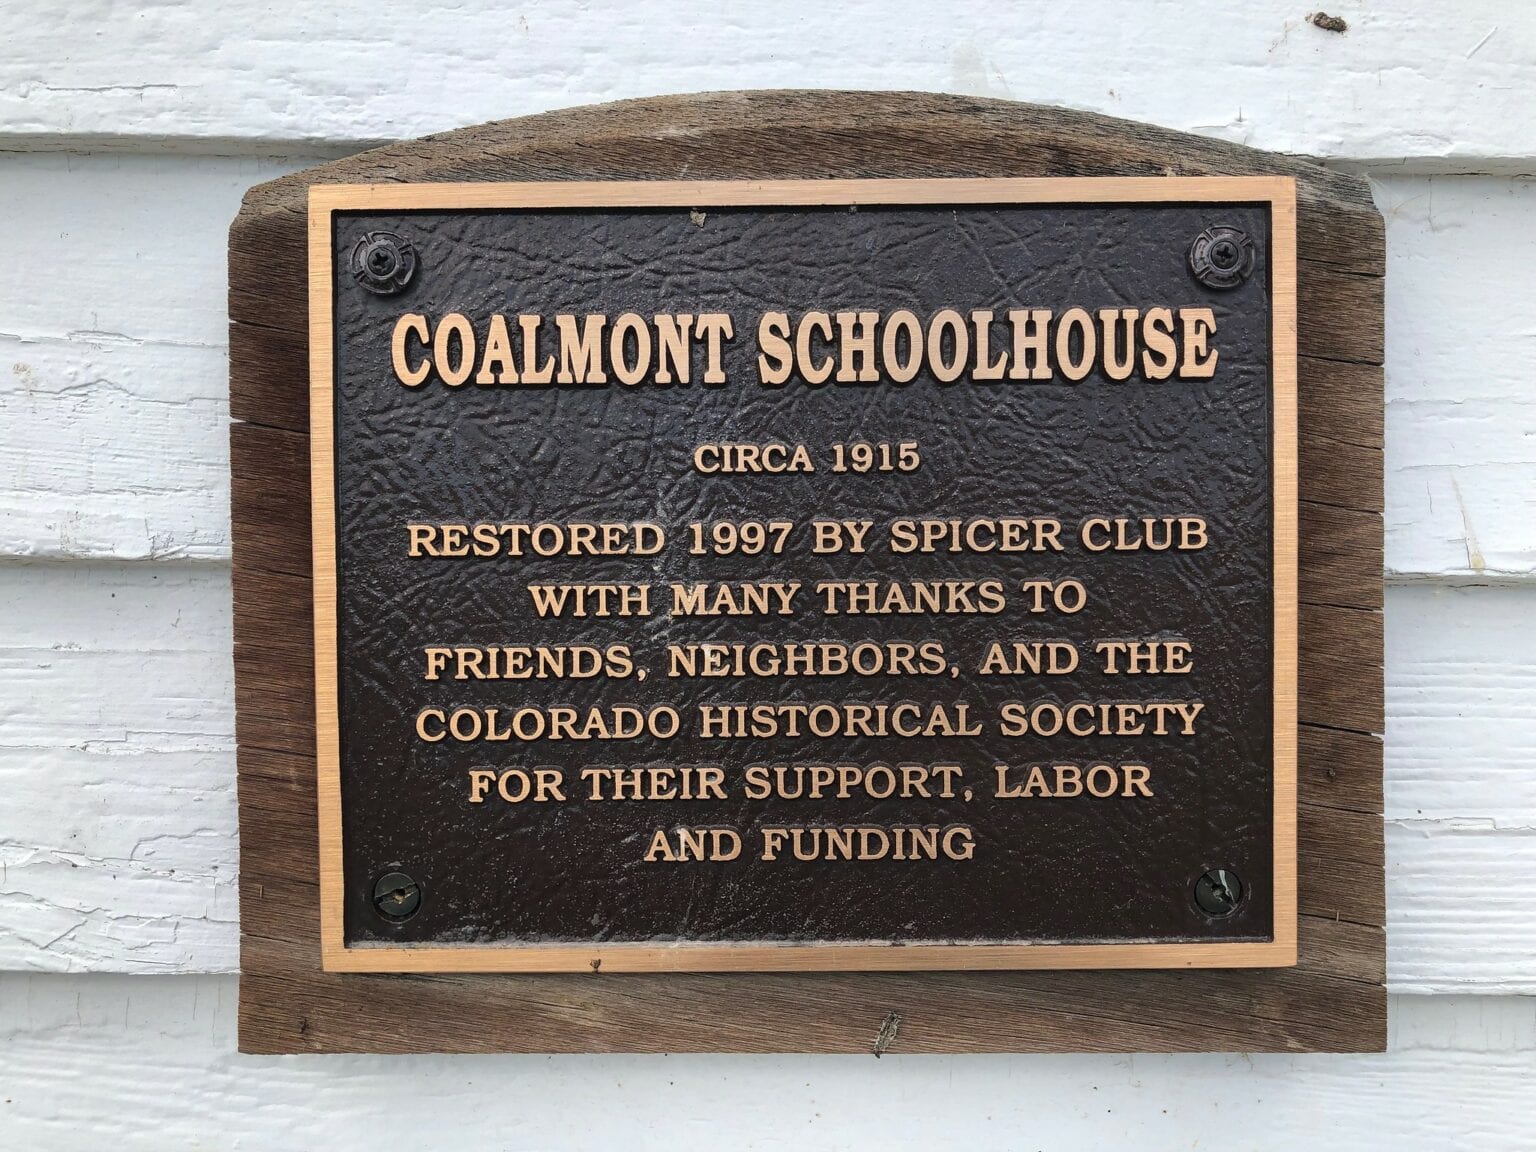 COALMONT SCHOOLHOUSE
CIRCA 1915
RESTORED 1997 BY SPICER CLUB
WITH MANY THANKS TO
FRIENDS, NEIGHBORS, AND THE
COLORADO HISTORICAL SOCIETY
FOR THEIR SUPPORT, LABOR
AND FUNDING